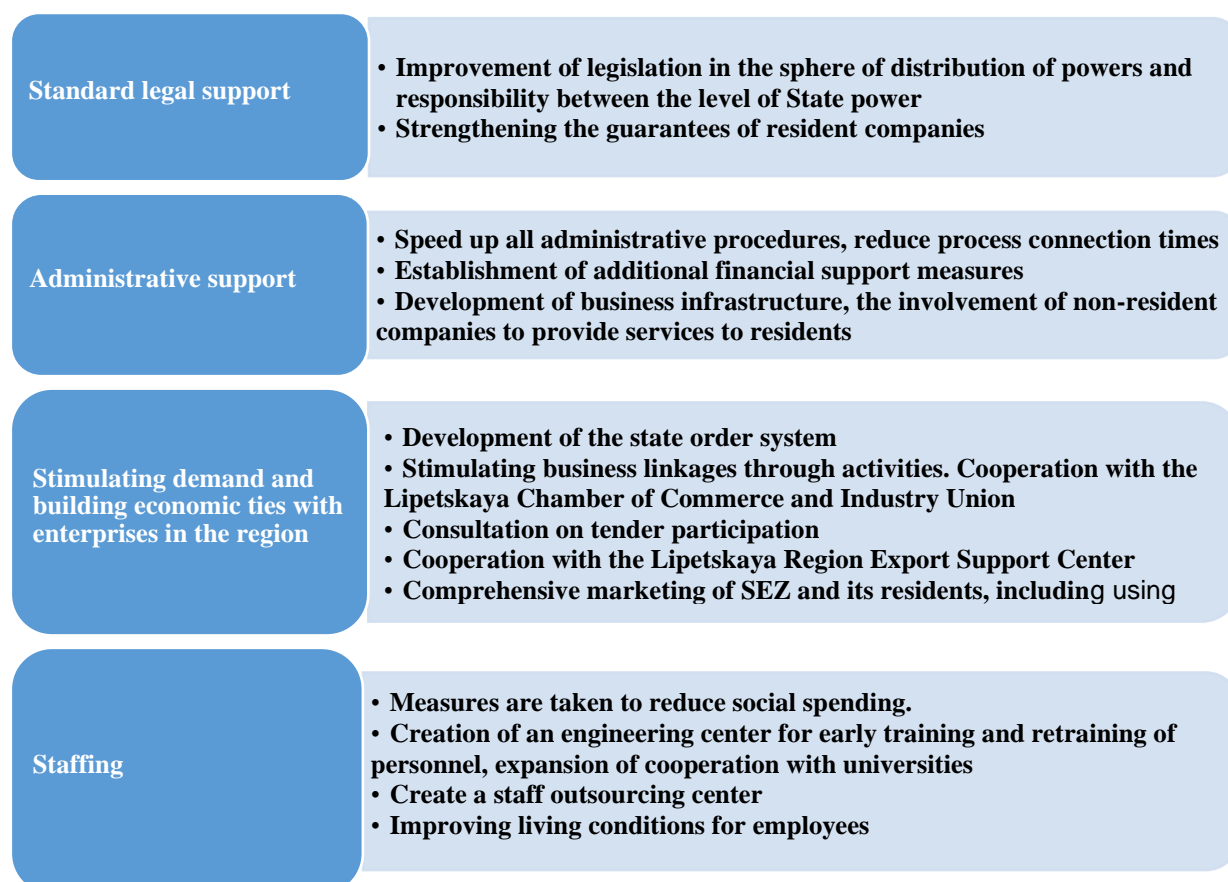 Standard legal support
• Improvement of legislation in the sphere of distribution of powers and
responsibility between the level of State power
• Strengthening the guarantees of resident companies
Administrative support
• Speed up all administrative procedures, reduce process connection times
• Establishment of additional financial support measures
• Development of business infrastructure, the involvement of non-resident
companies to provide services to residents
Stimulating demand and
building economic ties with
enterprises in the region
• Development of the state order system
• Stimulating business linkages through activities. Cooperation with the
Lipetskaya Chamber of Commerce and Industry Union
• Consultation on tender participation
• Cooperation with the Lipetskaya Region Export Support Center
• Comprehensive marketing of SEZ and its residents, including using
Staffing
• Measures are taken to reduce social spending.
• Creation of an engineering center for early training and retraining of
personnel, expansion of cooperation with universities
• Create a staff outsourcing center
• Improving living conditions for employees